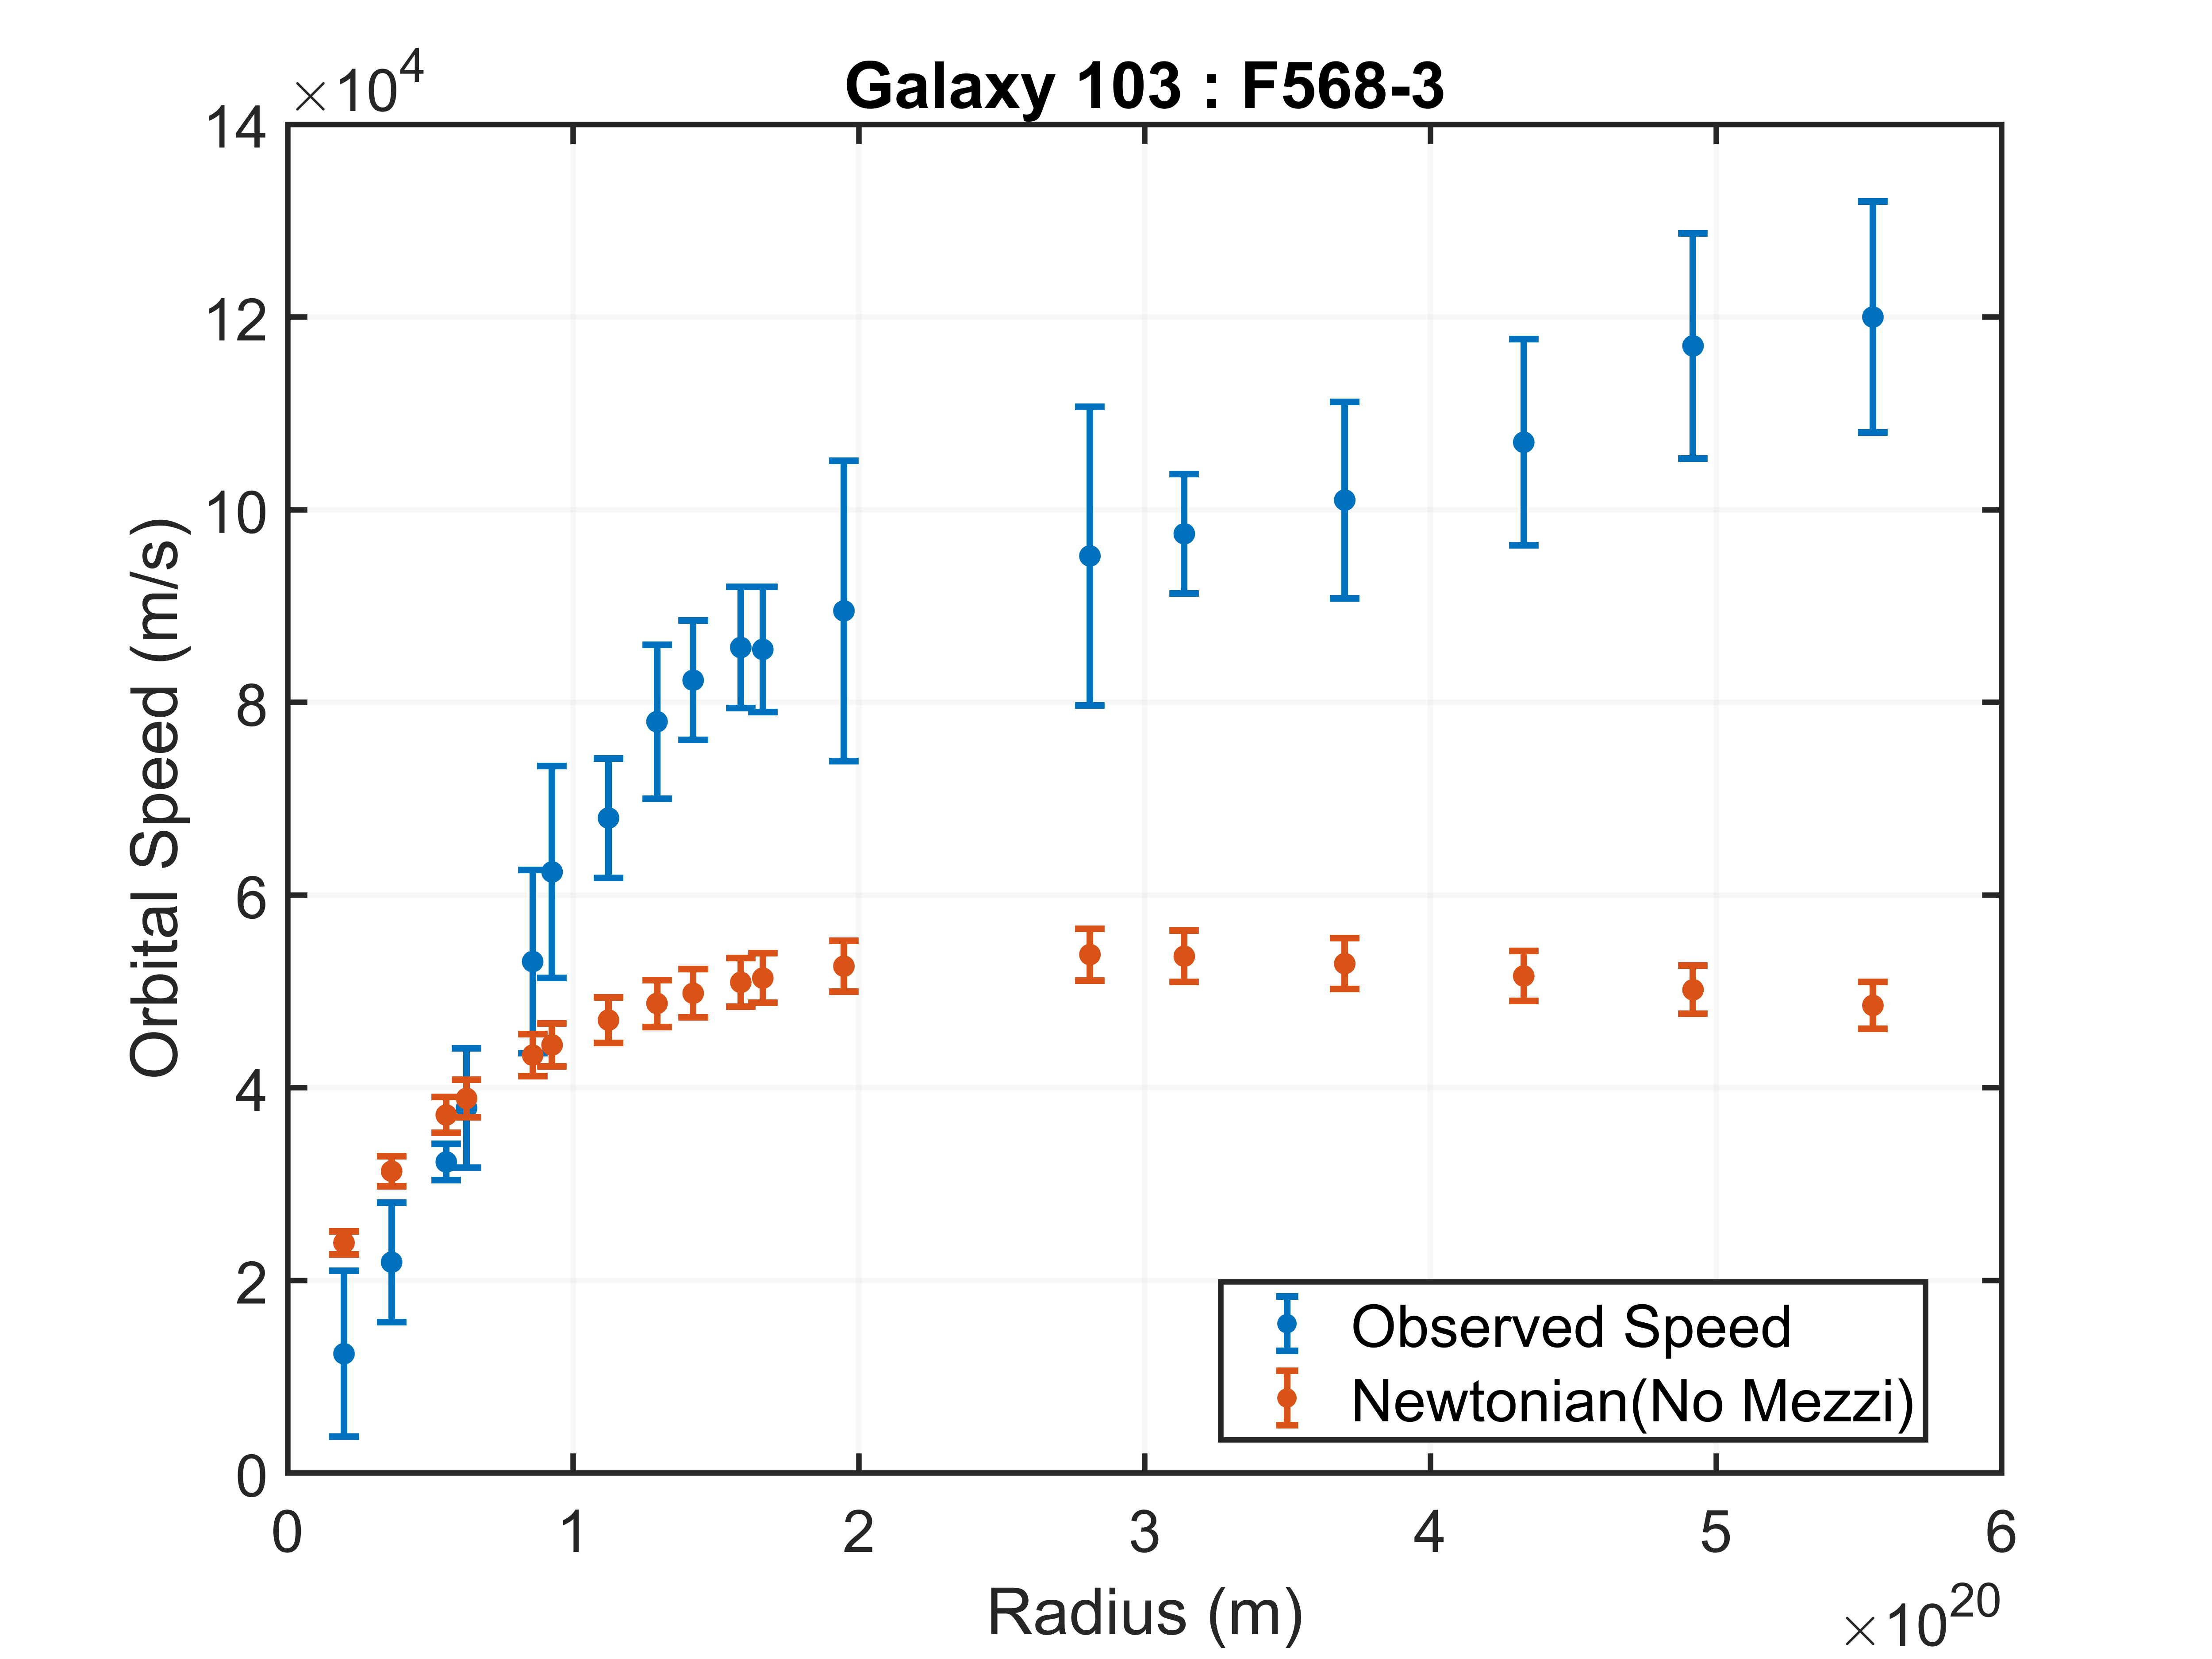 ×10⁴
Galaxy 103 : F568-3
14
12
10
8
6
4
2
0
Orbital Speed (m/s)
Observed Speed
Newtonian(No Mezzi)
0 1 2 3 4 5 6
Radius (m)
×10²⁰